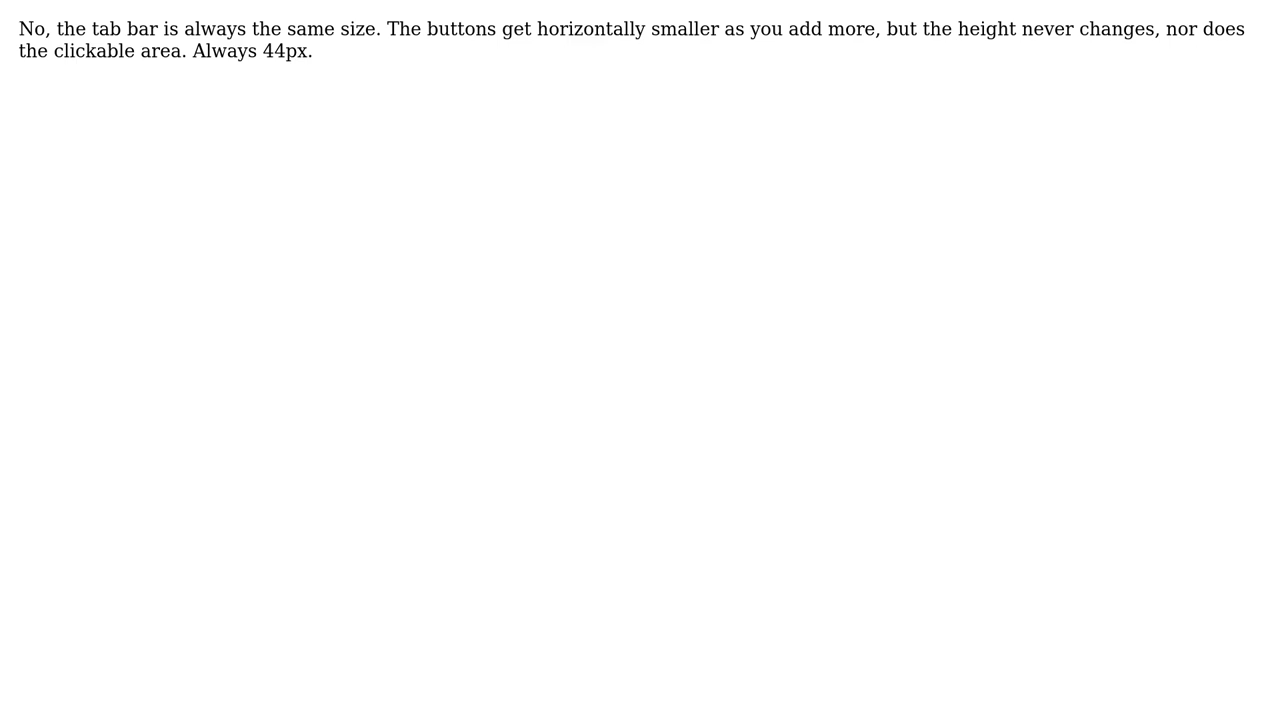 No, the tab bar is always the same size. The buttons get horizontally smaller as you add more, but the height never changes, nor does
the clickable area. Always 44px.